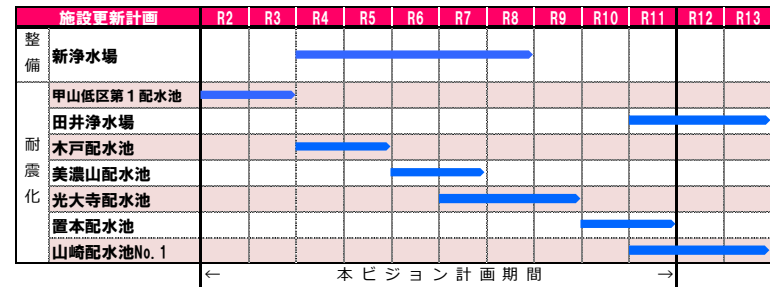 施設更新計画 R2 R3 R4 R5 R6 R7 R8 R9 R10 R11 R12 R13
整備
新浄水場
耐震化
甲山低区第1配水池
田井浄水場
木戸配水池
美濃山配水池
光大寺配水池
置本配水池
山崎配水池No.1
← 本ビジョン計画期間 →